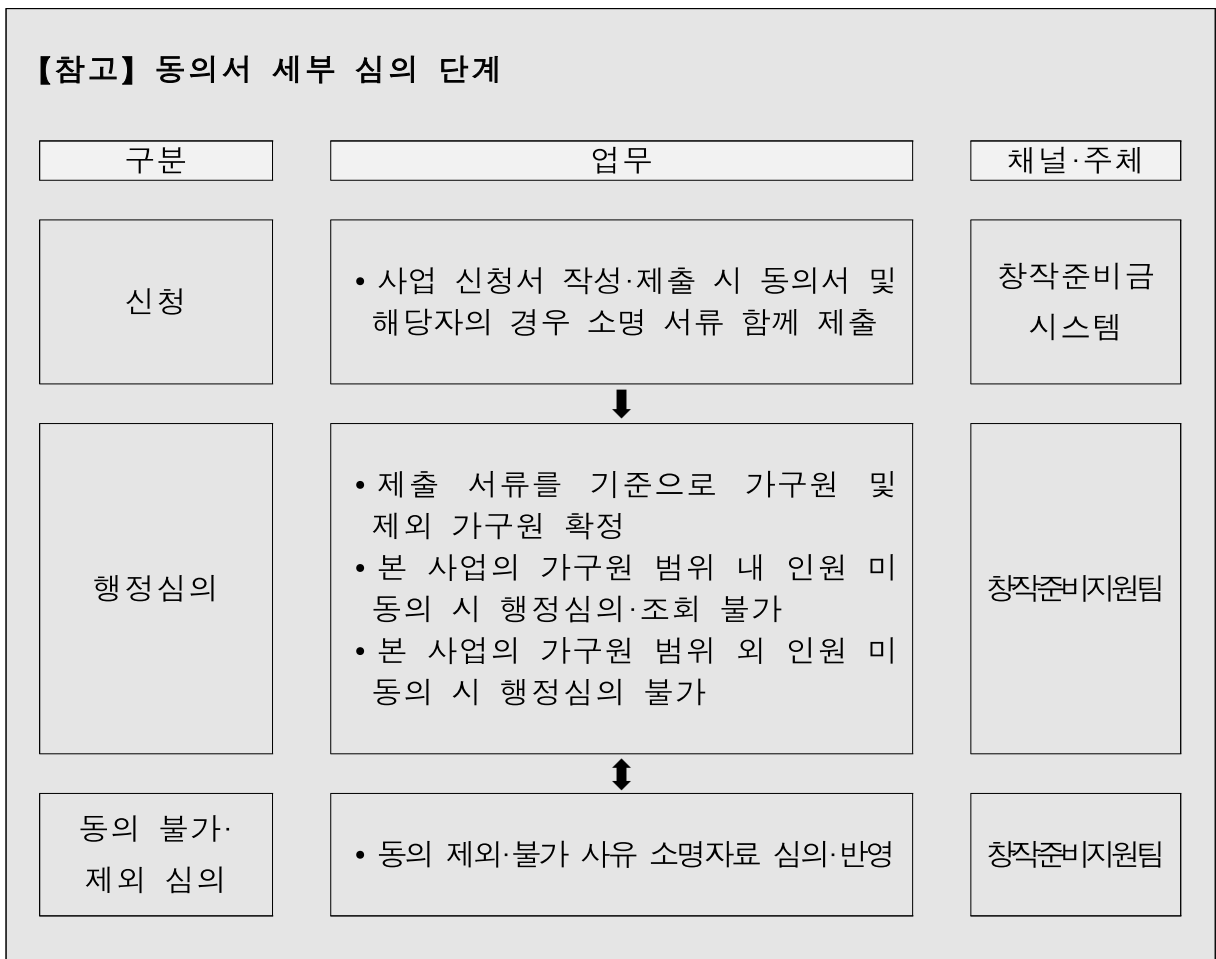 【참고】 동의서 세부 심의 단계
구분
업무
채널·주체
신청
• 사업 신청서 작성·제출 시 동의서 및
해당자의 경우 소명 서류 함께 제출
창작준비금
시스템
행정심의
• 제출 서류를 기준으로 가구원 및
제외 가구원 확정
• 본 사업의 가구원 범위 내 인원 미
동의 시 행정심의·조회 불가
• 본 사업의 가구원 범위 외 인원 미
동의 시 행정심의 불가
창작준비지원팀
동의 불가·
제외 심의
• 동의 제외·불가 사유 소명자료 심의·반영
창작준비지원팀